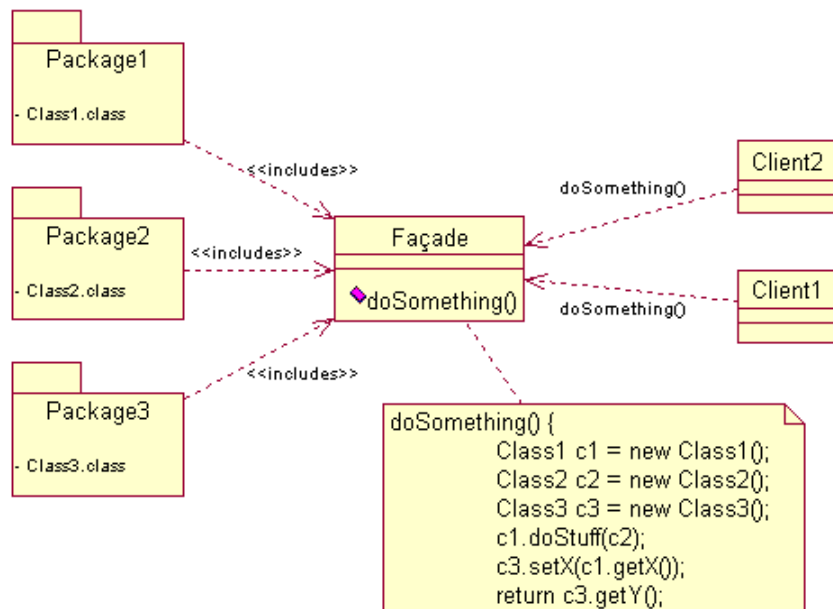 Package1
- Class1.class
<<includes>>
Package2
- Class2.class
<<includes>>
Package3
- Class3.class
<<includes>>
Façade
doSomething()
Client2
doSomething()
Client1
doSomething()
doSomething() {
Class1 c1 = new Class1();
Class2 c2 = new Class2();
Class3 c3 = new Class3();
c1.doStuff(c2);
c3.setX(c1.getX());
return c3.getY();